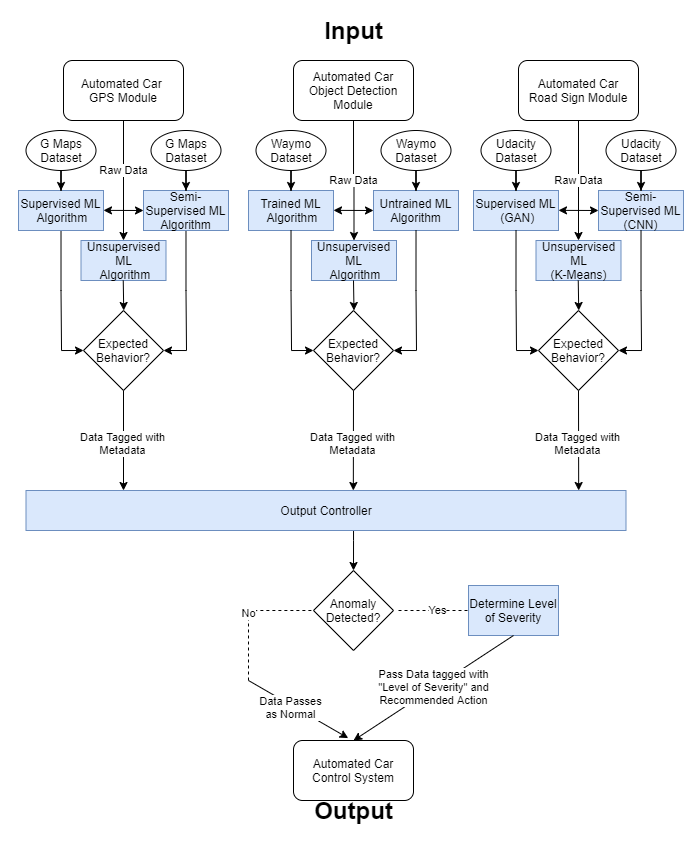 Input
Automated Car
GPS Module
Automated Car
Object Detection
Module
Automated Car
Road Sign Module
G Maps
Dataset
G Maps
Dataset
Waymo
Dataset
Waymo
Dataset
Udacity
Dataset
Udacity
Dataset
Raw Data
Raw Data
Raw Data
Supervised ML
Algorithm
Semi-
Supervised ML
Algorithm
Trained ML
Algorithm
Untrained ML
Algorithm
Supervised ML
(GAN)
Semi-
Supervised ML
(CNN)
Unsupervised
ML
Algorithm
Unsupervised
ML
Algorithm
Unsupervised
ML
(K-Means)
Expected
Behavior?
Expected
Behavior?
Expected
Behavior?
Data Tagged with
Metadata
Data Tagged with
Metadata
Data Tagged with
Metadata
Output Controller
Anomaly
Detected?
No
Yes
Determine Level
of Severity
Data Passes
as Normal
Pass Data tagged with
"Level of Severity" and
Recommended Action
Automated Car
Control System
Output